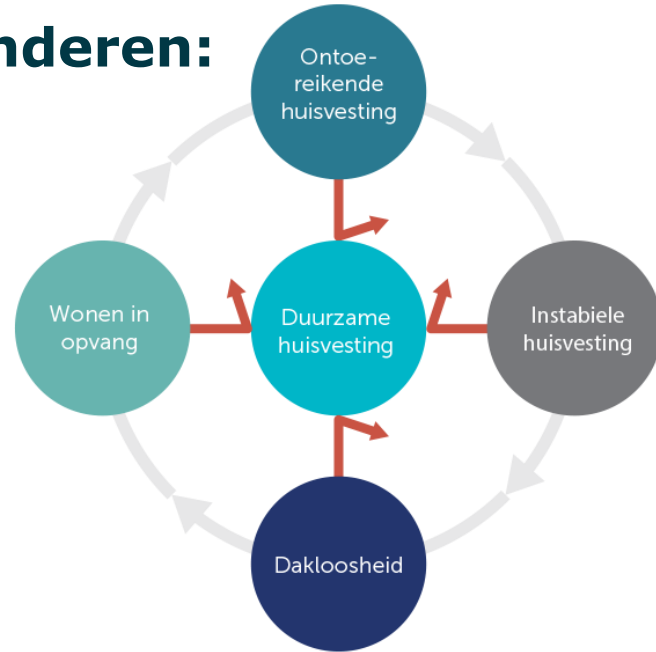 nderen:
Ontoe-
reikende
huisvesting
Wonen in
opvang
Duurzame
huisvesting
Instabiele
huisvesting
Dakloosheid